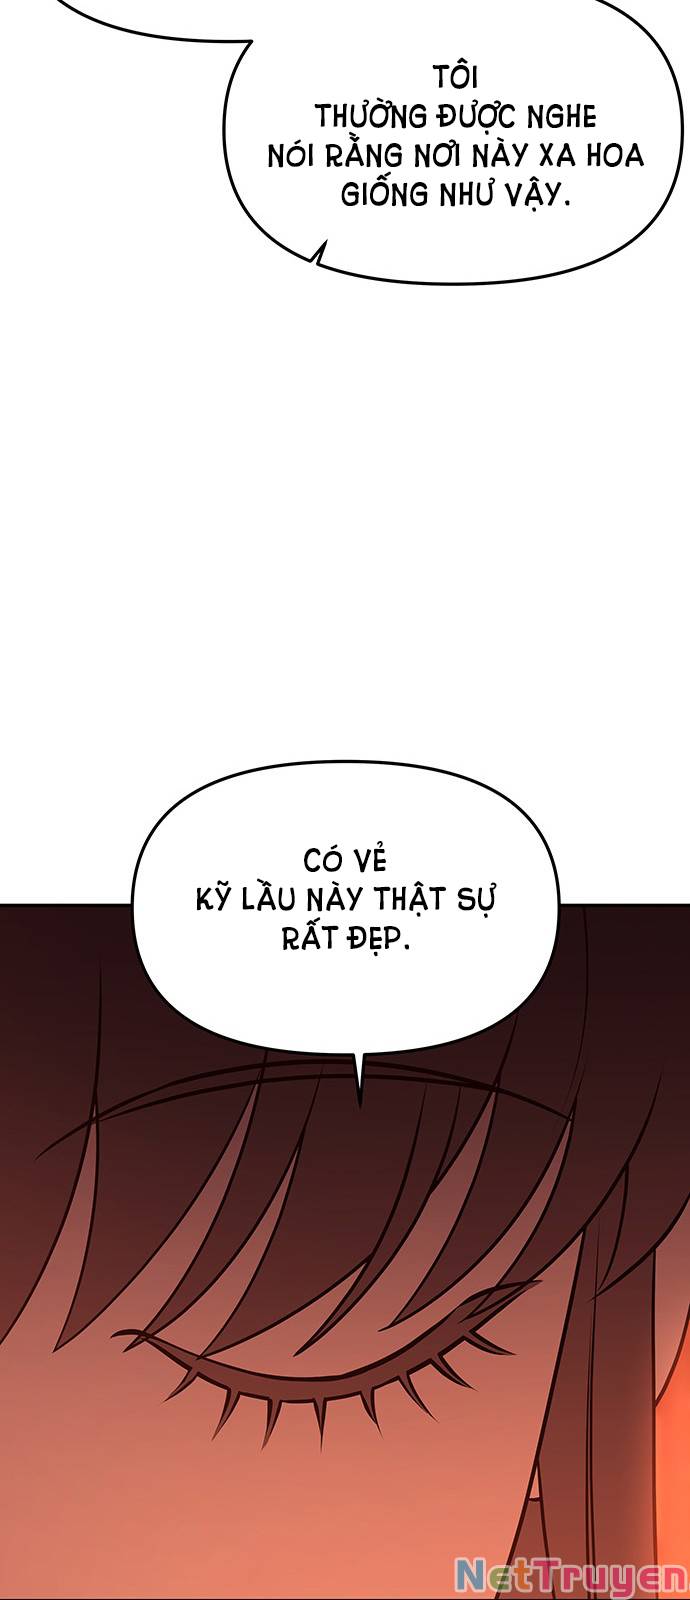 TÔI
THƯỜNG ĐƯỢC NGHE
NÓI RẰNG NƠI NÀY XA HOA
GIỐNG NHƯ VẬY.
CÓ VẺ
KỸ LẦU NÀY THẬT SỰ
RẤT ĐẸP.
NetTruyen